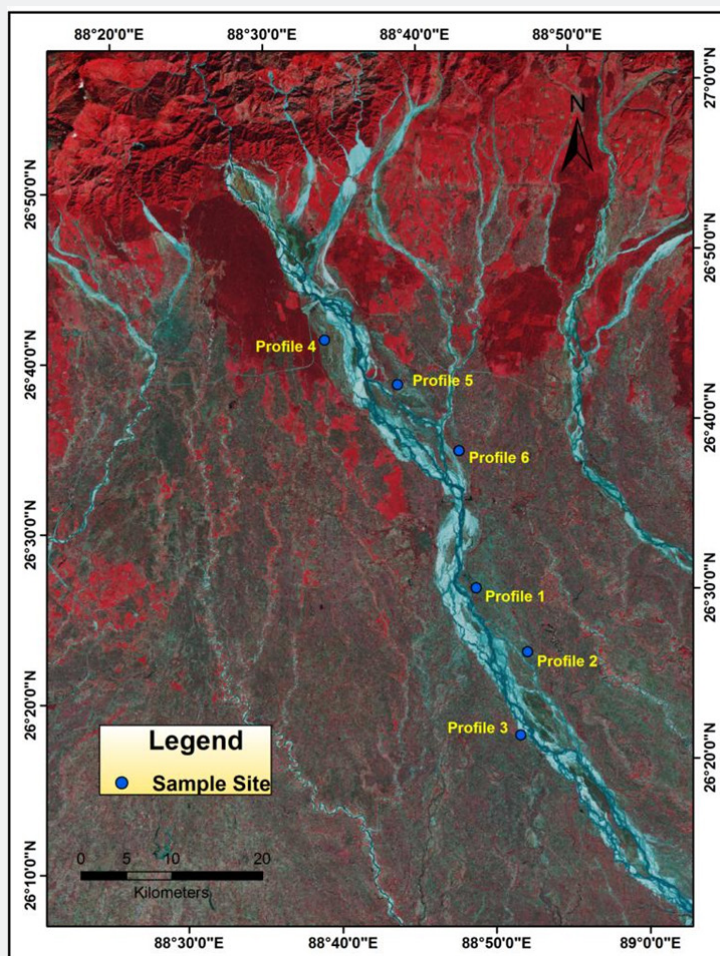 88°20'0"E 88°30'0"E 88°40'0"E 88°50'0"E
27°0'0"N
N
26°50'0"N
26°50'0"N
Profile 4
26°40'0"N
Profile 5
26°40'0"N
Profile 6
26°30'0"N
26°30'0"N
Profile 1
Profile 2
26°20'0"N
Profile 3
26°20'0"N
Legend
Sample Site
0 5 10 20
Kilometers
26°10'0"N
88°30'0"E 88°40'0"E 88°50'0"E 89°0'0"E